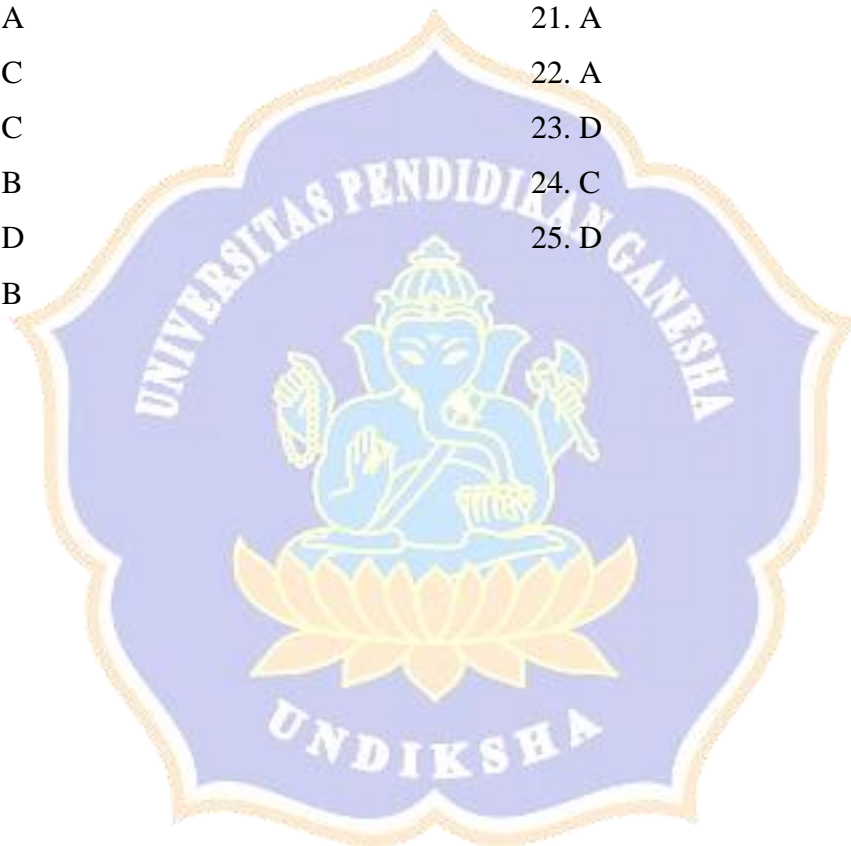 A
C
C
B
D
B
21. A
22. A
23. D
24. C
25. D
UNIVERSITAS PENDIDIKAN GANESHA
UNDIKSHA